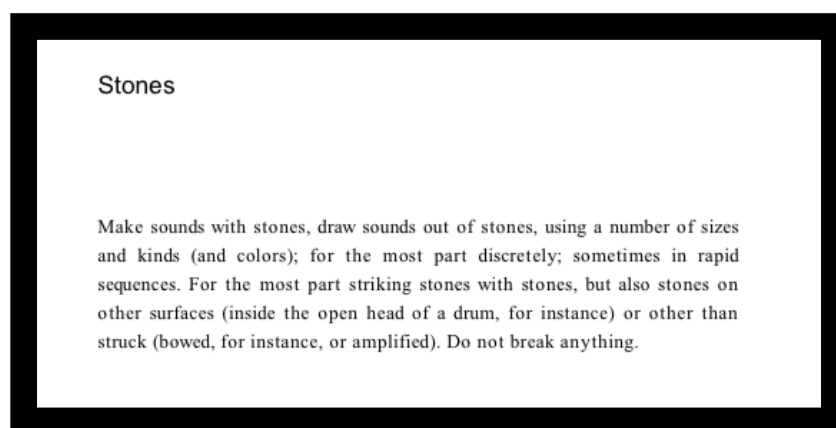 Stones
Make sounds with stones, draw sounds out of stones, using a number of sizes
and kinds (and colors); for the most part discretely; sometimes in rapid
sequences. For the most part striking stones with stones, but also stones on
other surfaces (inside the open head of a drum, for instance) or other than
struck (bowed, for instance, or amplified). Do not break anything.